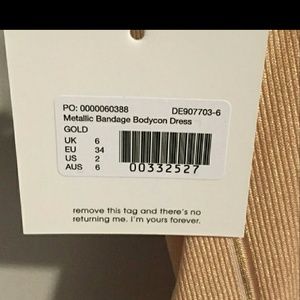 PO: 0000060388 DE907703-6
Metallic Bandage Bodycon Dress
GOLD
UK 6
EU 34
US 2
AUS 6
00332527
remove this tag and there's no
returning me. I'm yours forever.